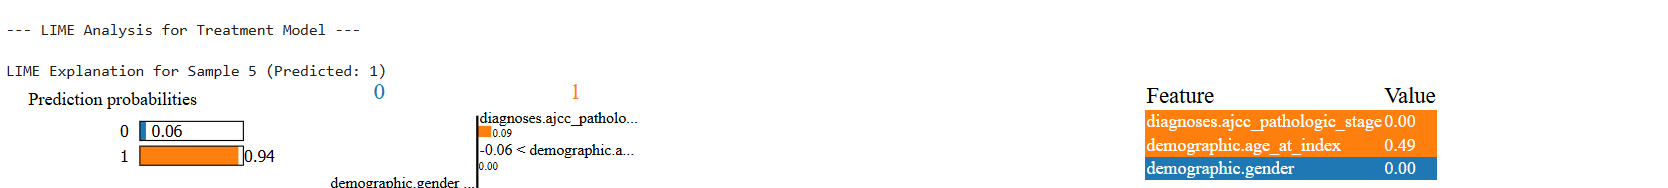 --- LIME Analysis for Treatment Model ---
LIME Explanation for Sample 5 (Predicted: 1)
Prediction probabilities
0 0.06
1 0.94
0 1
diagnoses.ajcc_patholo...
0.09
-0.06 < demographic.a...
0.00
demographic.gender ...
Feature Value
diagnoses.ajcc_pathologic_stage 0.00
demographic.age_at_index 0.49
demographic.gender 0.00